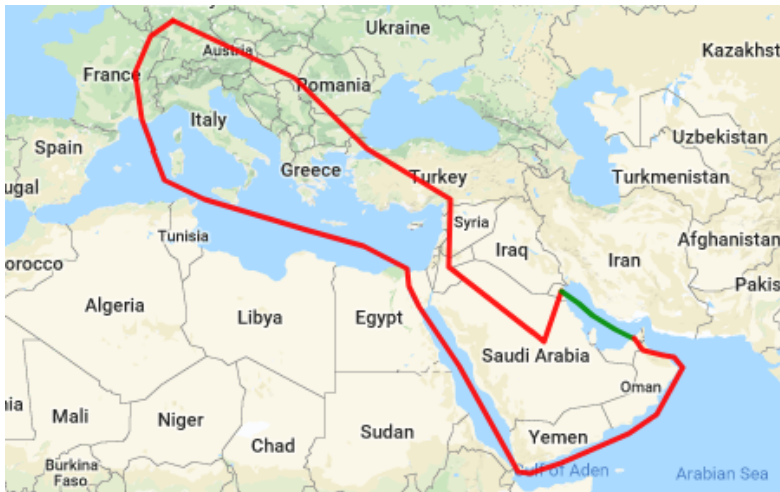 Ukraine
Kazakhst
Austria
France
Romania
Italy
Uzbekistan
Spain
Greece
Turkey
Turkmenistan
ugal
Syria
Tunisia
Afghanistan
Iraq
Iran
orocco
Pakis
Algeria
Libya
Egypt
Saudi Arabia
Oman
nia
Mali
Niger
Sudan
Yemen
Chad
Burkina
Faso
Gulf of Aden
Arabian Sea